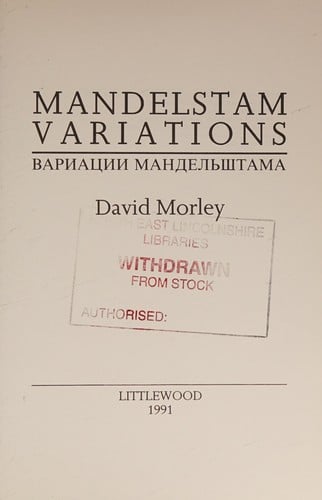 MANDELSTAM
VARIATIONS
ВАРИАЦИИ МАНДЕЛЬШТАМА
David Morley
EAST LINCOLNSHIRE
LIBRARIES
WITHDRAWN
FROM STOCK
AUTHORISED:
LITTLEWOOD
1991